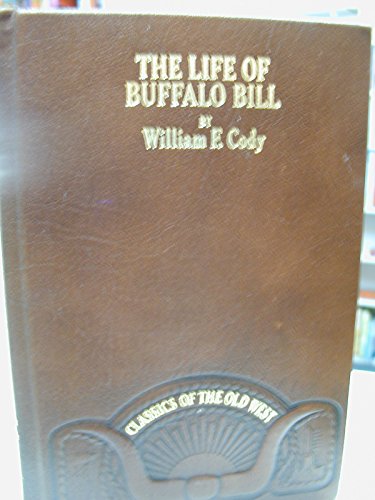 THE LIFE OF
BUFFALO BILL
BY
William F. Cody
CLASSICS OF THE OLD WEST